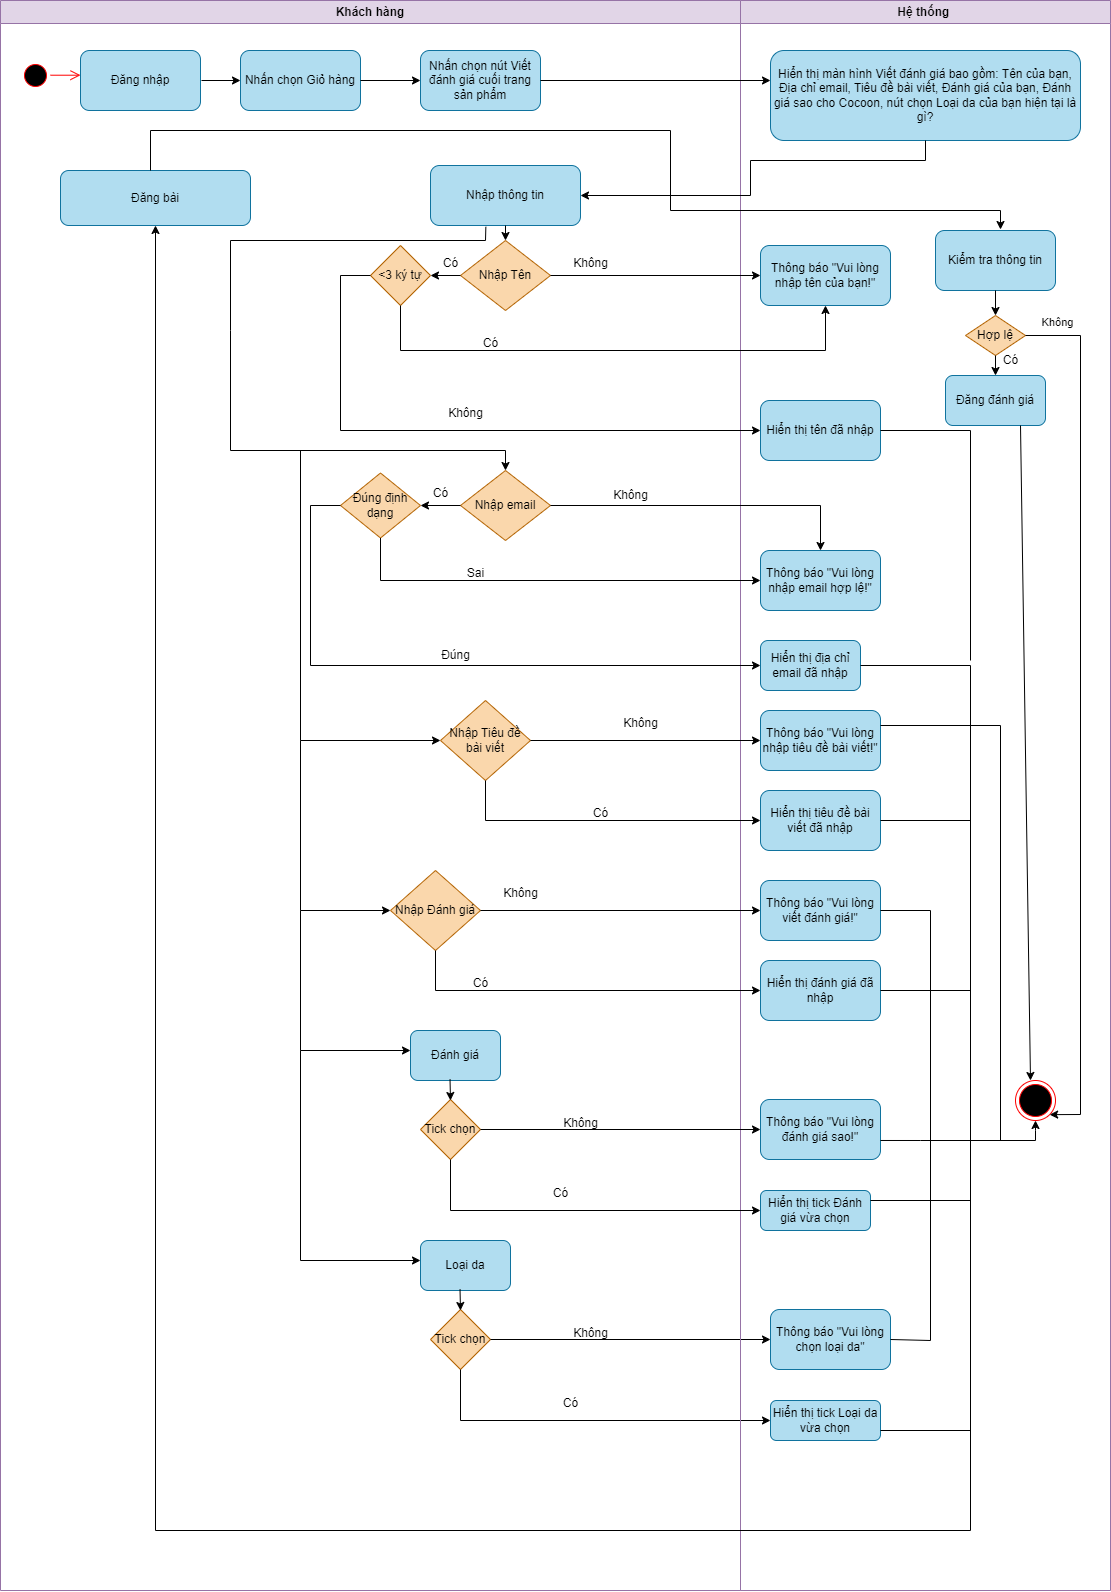 Khách hàng
Hệ thống
Đăng nhập
Nhấn chọn Giỏ hàng
Nhấn chọn nút Viết
đánh giá cuối trang
sản phẩm
Hiển thị màn hình Viết đánh giá bao gồm: Tên của bạn,
Địa chỉ email, Tiêu đề bài viết, Đánh giá của bạn, Đánh
giá sao cho Cocoon, nút chọn Loại da của bạn hiện tại là
gì?
Đăng bài
Nhập thông tin
<3 ký tự
Có
Nhập Tên
Không
Thông báo "Vui lòng
nhập tên của bạn!"
Kiểm tra thông tin
Có
Hợp lệ
Không
Có
Đăng đánh giá
Không
Hiển thị tên đã nhập
Đúng định
dạng
Có
Nhập email
Không
Sai
Thông báo "Vui lòng
nhập email hợp lệ!"
Đúng
Hiển thị địa chỉ
email đã nhập
Nhập Tiêu đề
bài viết
Không
Thông báo "Vui lòng
nhập tiêu đề bài viết!"
Có
Hiển thị tiêu đề bài
viết đã nhập
Nhập Đánh giá
Không
Thông báo "Vui lòng
viết đánh giá!"
Có
Hiển thị đánh giá đã
nhập
Đánh giá
Tick chọn
Không
Thông báo "Vui lòng
đánh giá sao!"
Có
Hiển thị tick Đánh
giá vừa chọn
Loại da
Tick chọn
Không
Thông báo "Vui lòng
chọn loại da"
Có
Hiển thị tick Loại da
vừa chọn